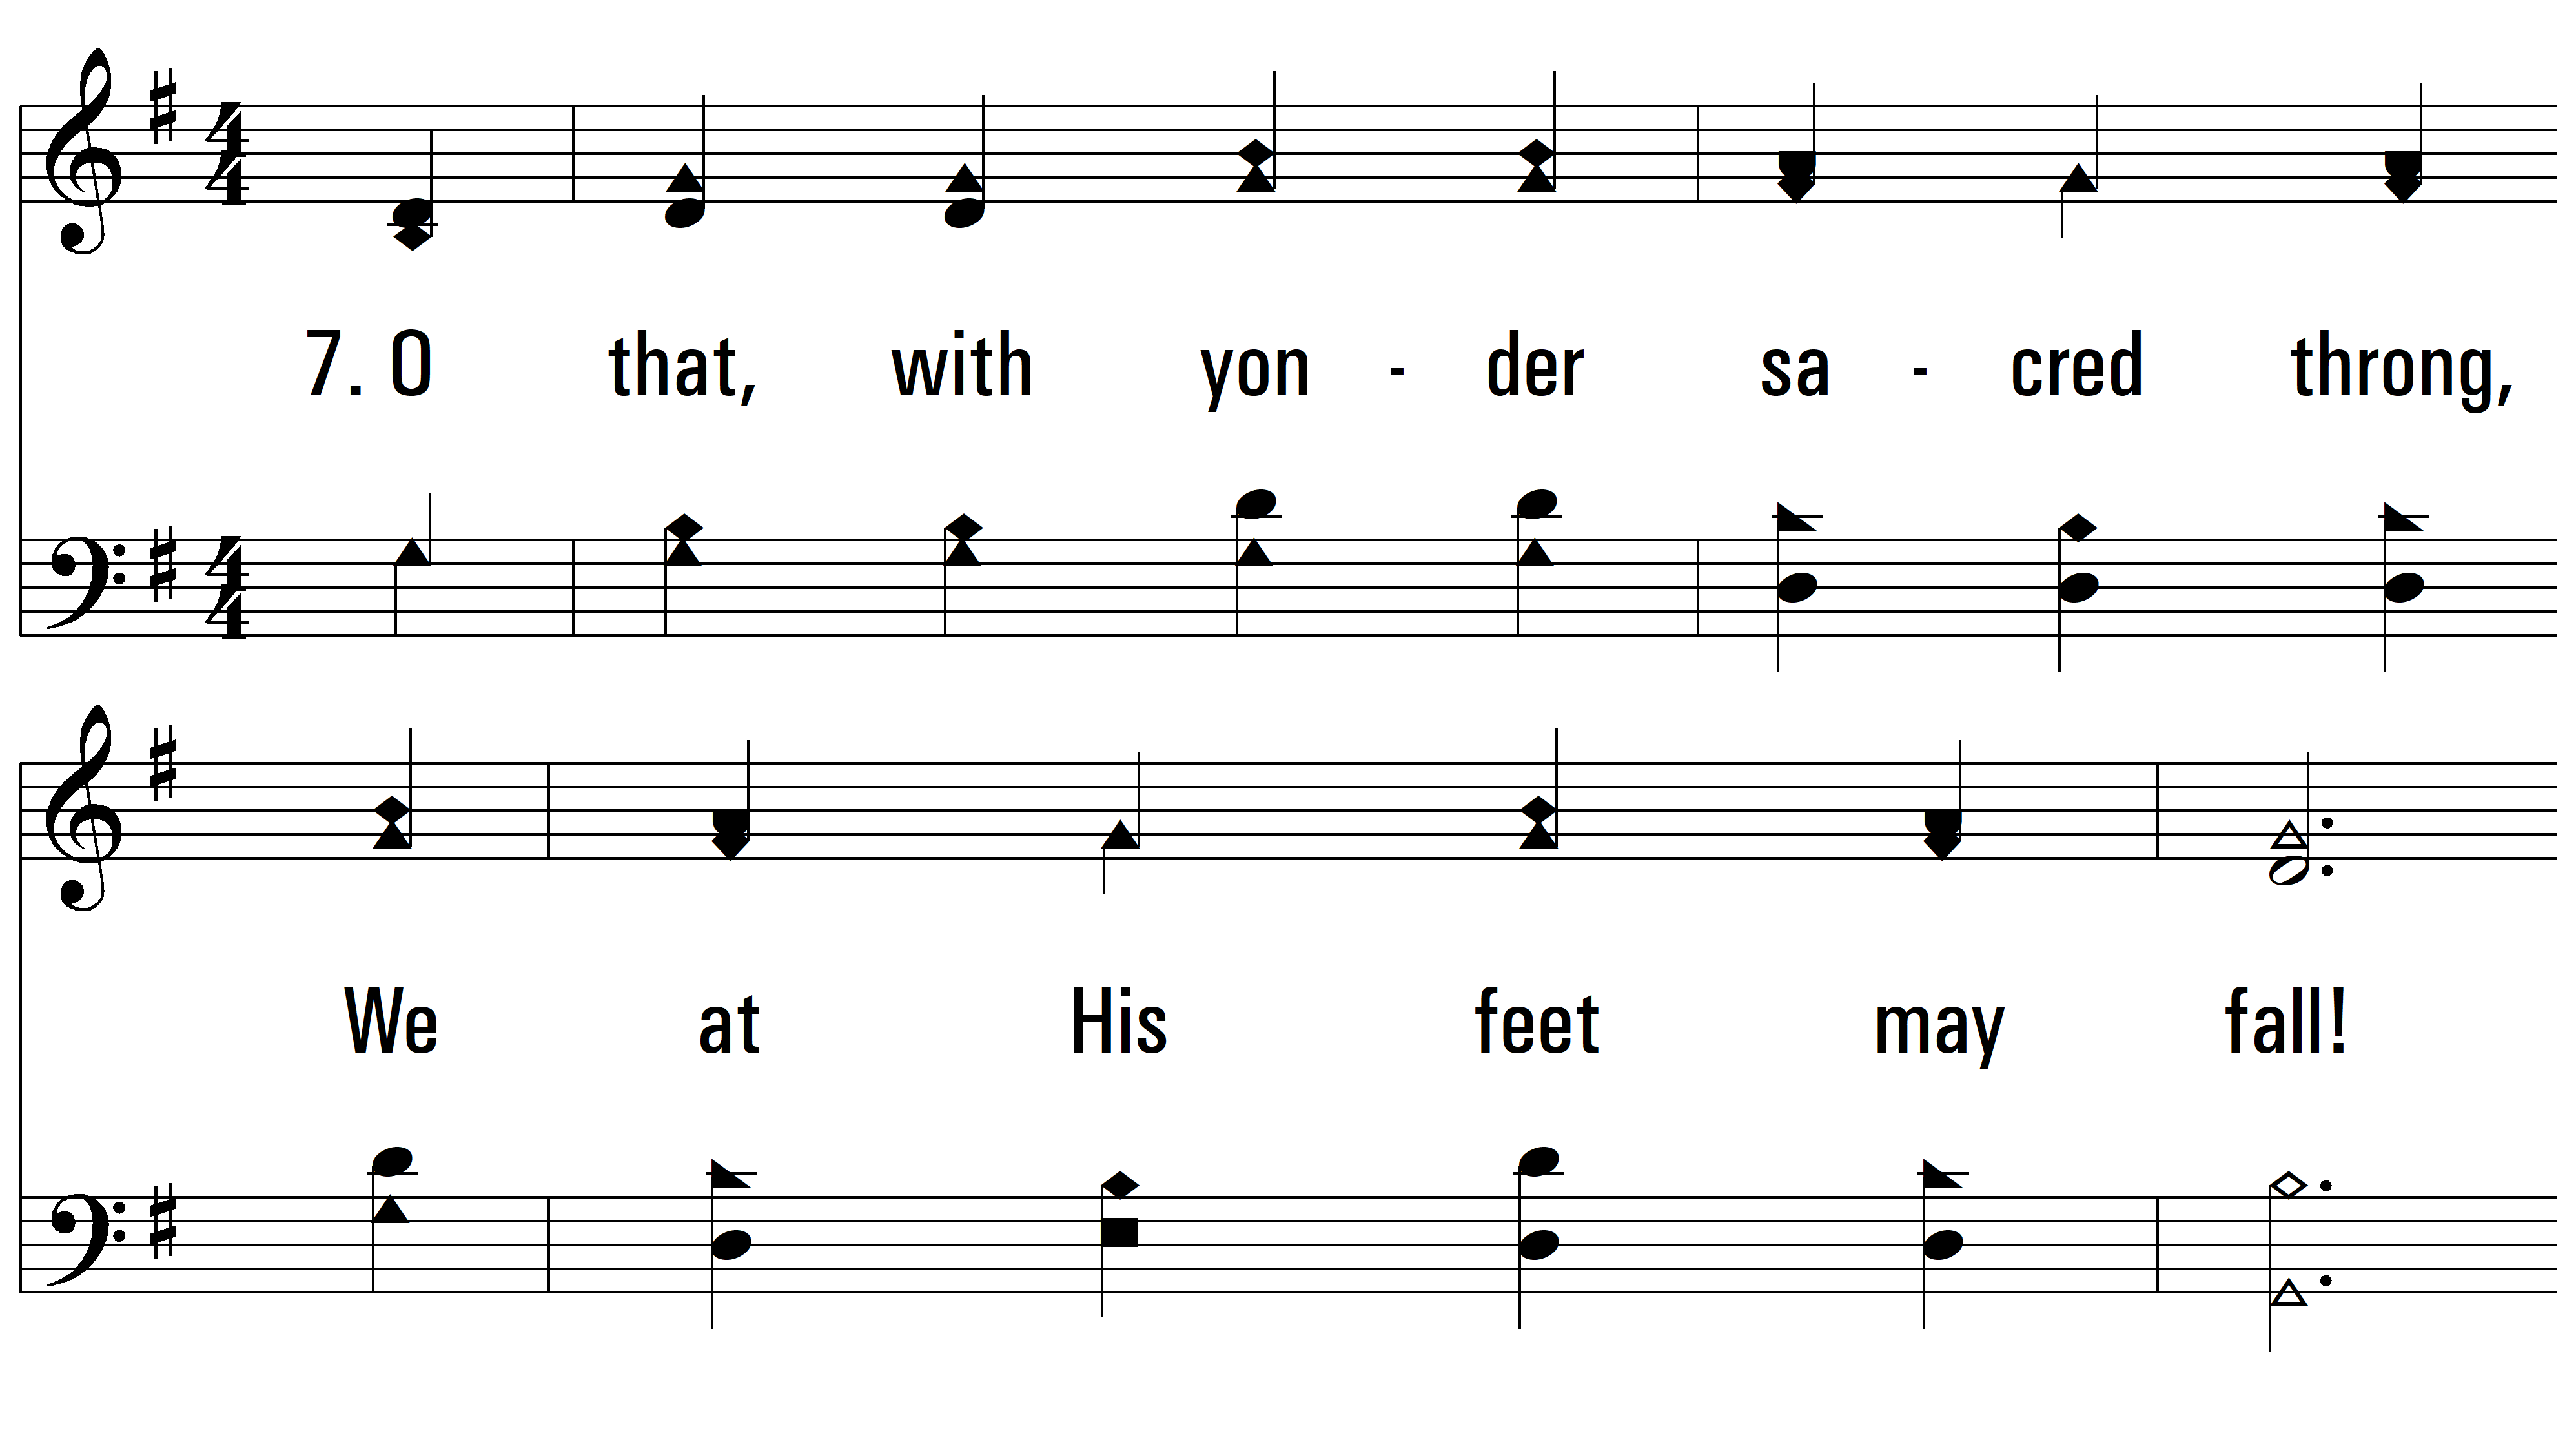 7. O that, with yon - der sa - cred throng,
We at His feet may fall!